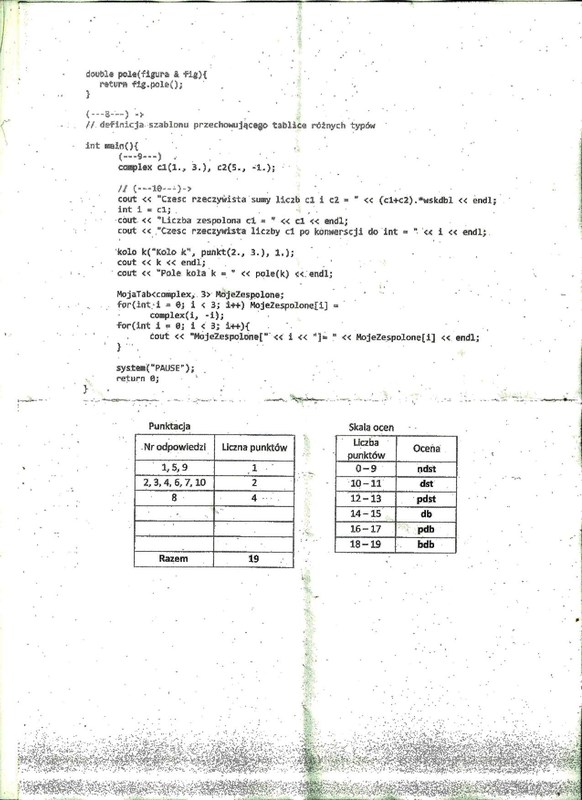 double pole(figura & fig){
return fig.pole();
}
(---8---) ->
// definicja szablonu przechowującego tablice różnych typów
int main(){
(---9---)
complex c1(1., 3.), c2(5., -1.);
// (---10---)->
cout << "Czesc rzeczywista sumy liczb c1 i c2 = " << (c1+c2).*wskdbl << endl;
int i = c1;
cout << "Liczba zespolona c1 = " << c1 << endl;
cout << "Czesc rzeczywista liczby c1 po konwersji do int = " << i << endl;
kolo k("Kolo k", punkt(2., 3.), 1.);
cout << k << endl;
cout << "Pole kola k = " << pole(k) << endl;
MojaTab<complex, 3> MojeZespolone;
for(int i = 0; i < 3; i++) MojeZespolone[i] =
complex(i, -i);
for(int i = 0; i < 3; i++){
cout << "MojeZespolone[" << i << "]= " << MojeZespolone[i] << endl;
}
system("PAUSE");
return 0;
}
Punktacja
Nr odpowiedzi Liczna punktów
1, 5, 9 1
2, 3, 4, 6, 7, 10 2
8 4
Razem 19
Skala ocen
Liczba punktów Ocena
0 – 9 ndst
10 – 11 dst
12 – 13 pdst
14 – 15 db
16 – 17 pdb
18 – 19 bdb